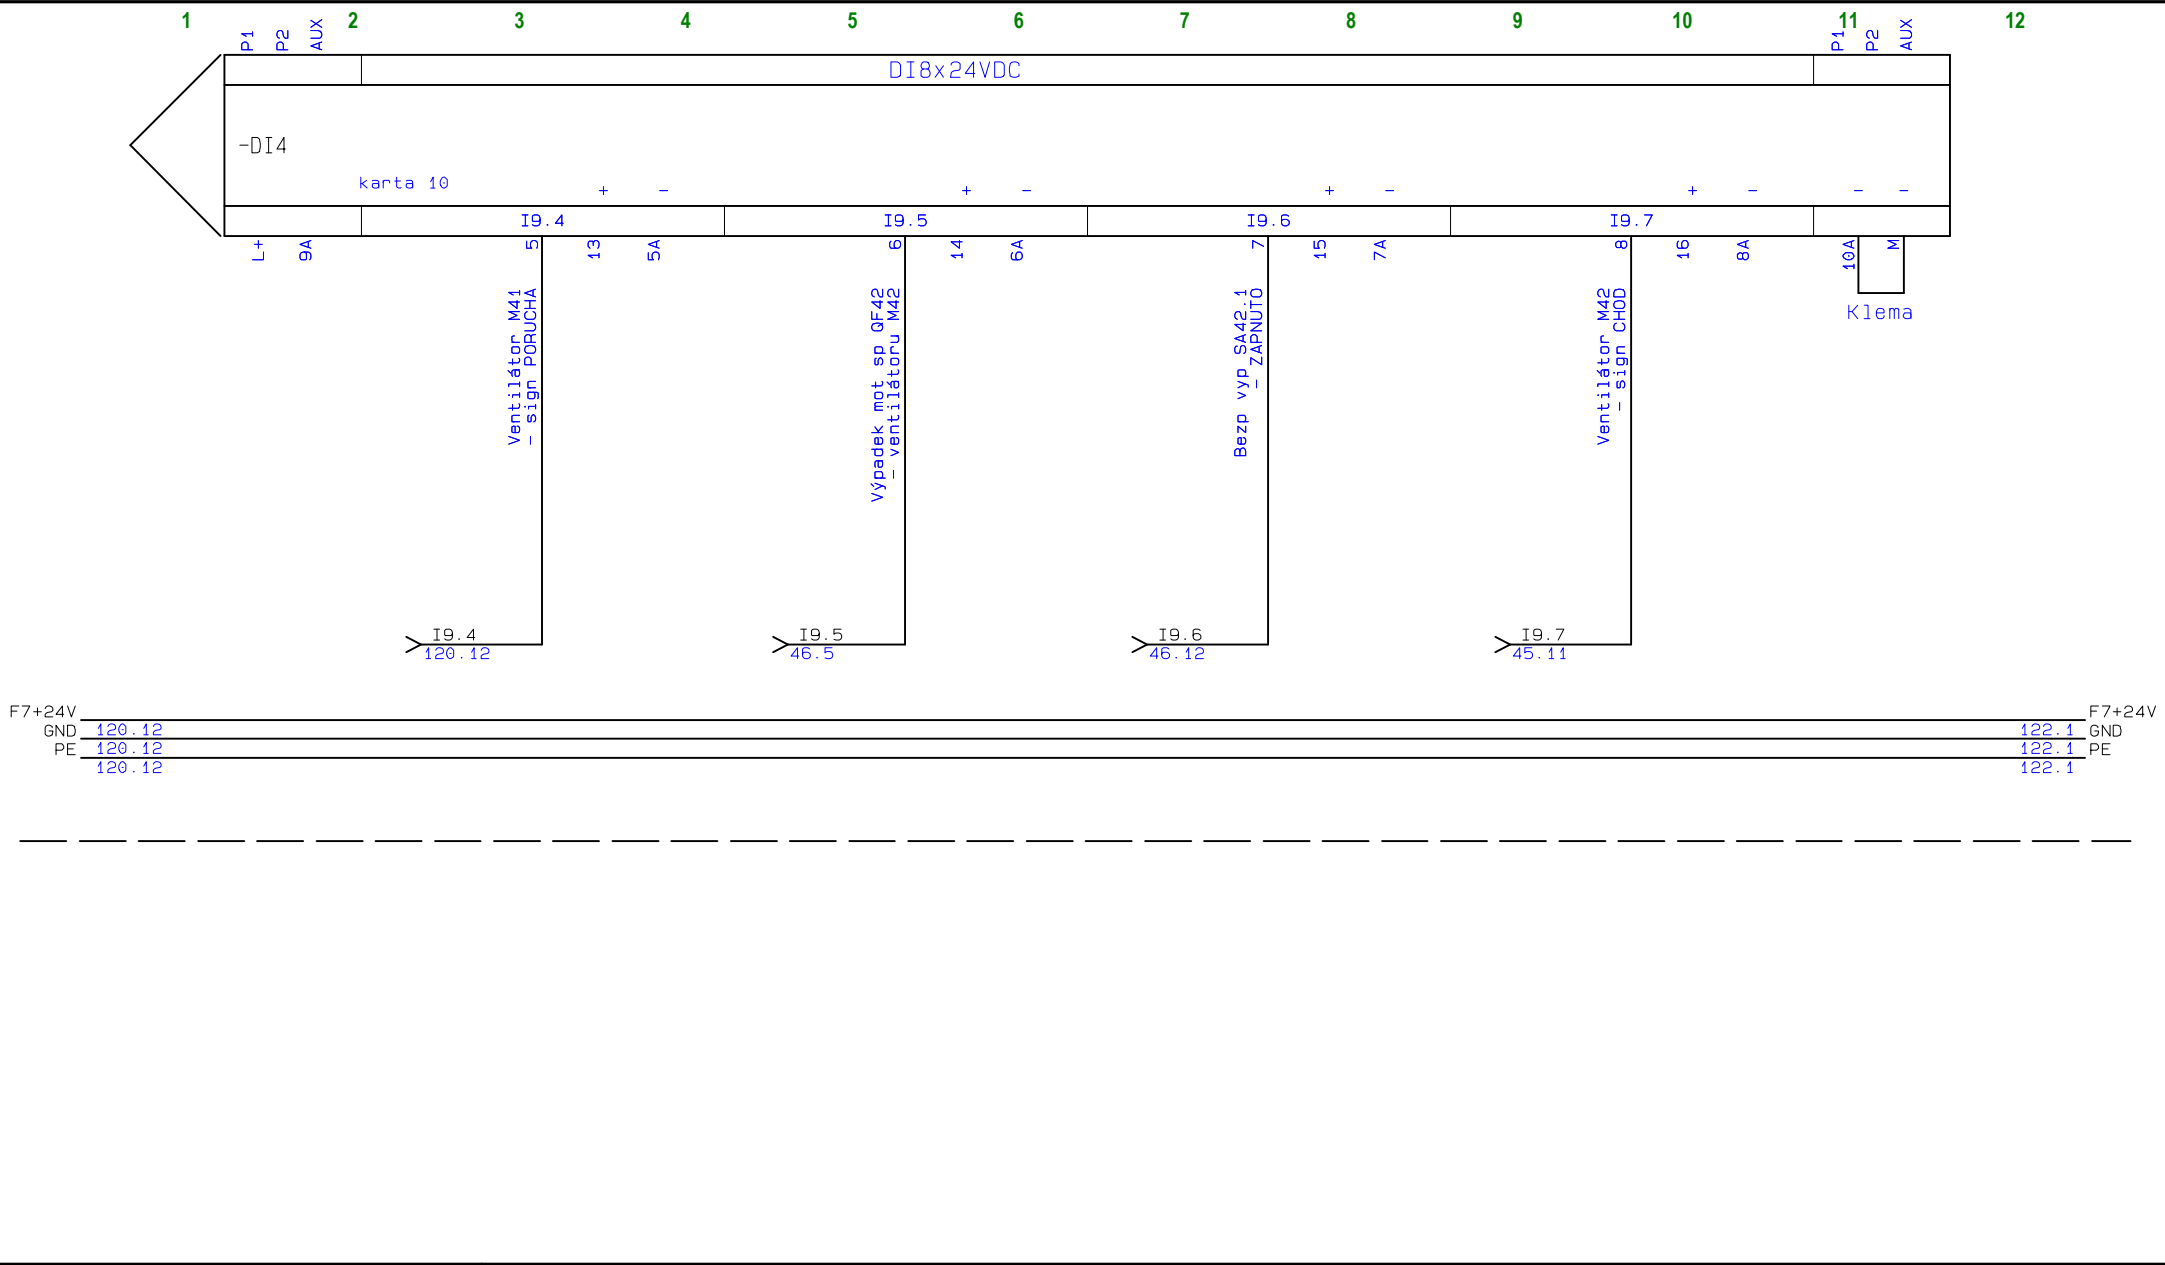 1 2 3 4 5 6 7 8 9 10 11 12
P1 P2 AUX
P1 P2 AUX
DI8x24VDC
-DI4
karta 10
+ - + - + - + - - -
I9.4 I9.5 I9.6 I9.7
L+ 9A 5 13 5A 6 14 6A 7 15 7A 8 16 8A 10A M
Klema
Ventilátor M41
- sign PORUCHA
Výpadek mot sp QF42
- ventilátoru M42
Bezp vyp SA42.1
- ZAPNUTO
Ventilátor M42
- sign CHOD
I9.4
120.12
I9.5
46.5
I9.6
46.12
I9.7
45.11
F7+24V F7+24V
120.12 122.1
GND GND
120.12 122.1
PE PE
120.12 122.1